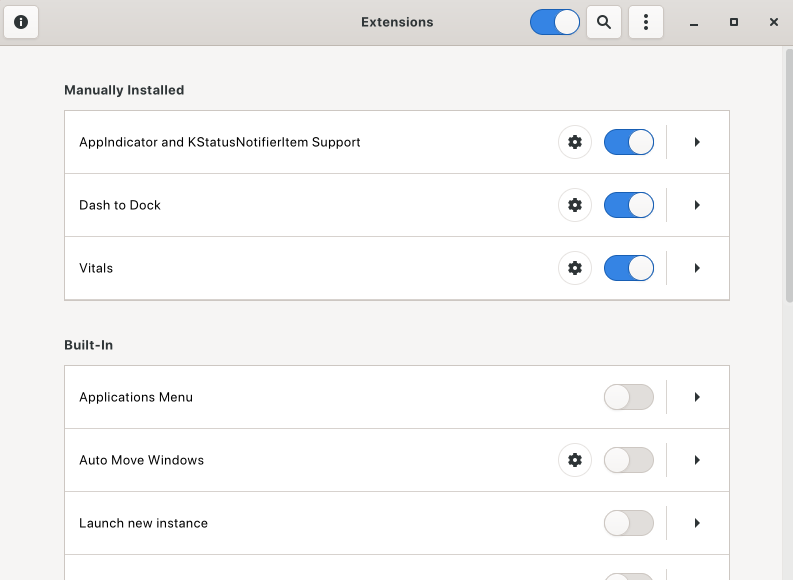 Extensions
Manually Installed
AppIndicator and KStatusNotifierItem Support
Dash to Dock
Vitals
Built-In
Applications Menu
Auto Move Windows
Launch new instance